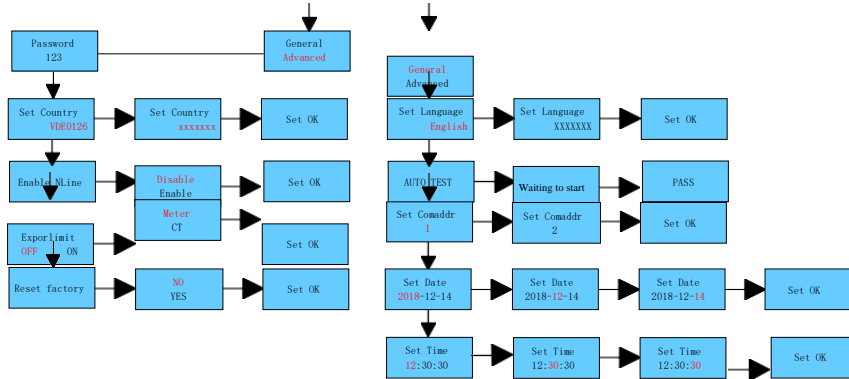 Password
123
General
Advanced
Set Country
VDE0126
Set Country
xxxxxxx
Set OK
Enable NLine
Disable
Enable
Set OK
Meter
CT
Exporlimit
OFF ON
Set OK
Reset factory
NO
YES
Set OK
General
Advanced
Set Language
English
Set Language
XXXXXXX
Set OK
AUTO TEST
Waiting to start
PASS
Set Comaddr
1
Set Comaddr
2
Set OK
Set Date
2018-12-14
Set Date
2018-12-14
Set Date
2018-12-14
Set OK
Set Time
12:30:30
Set Time
12:30:30
Set Time
12:30:30
Set OK